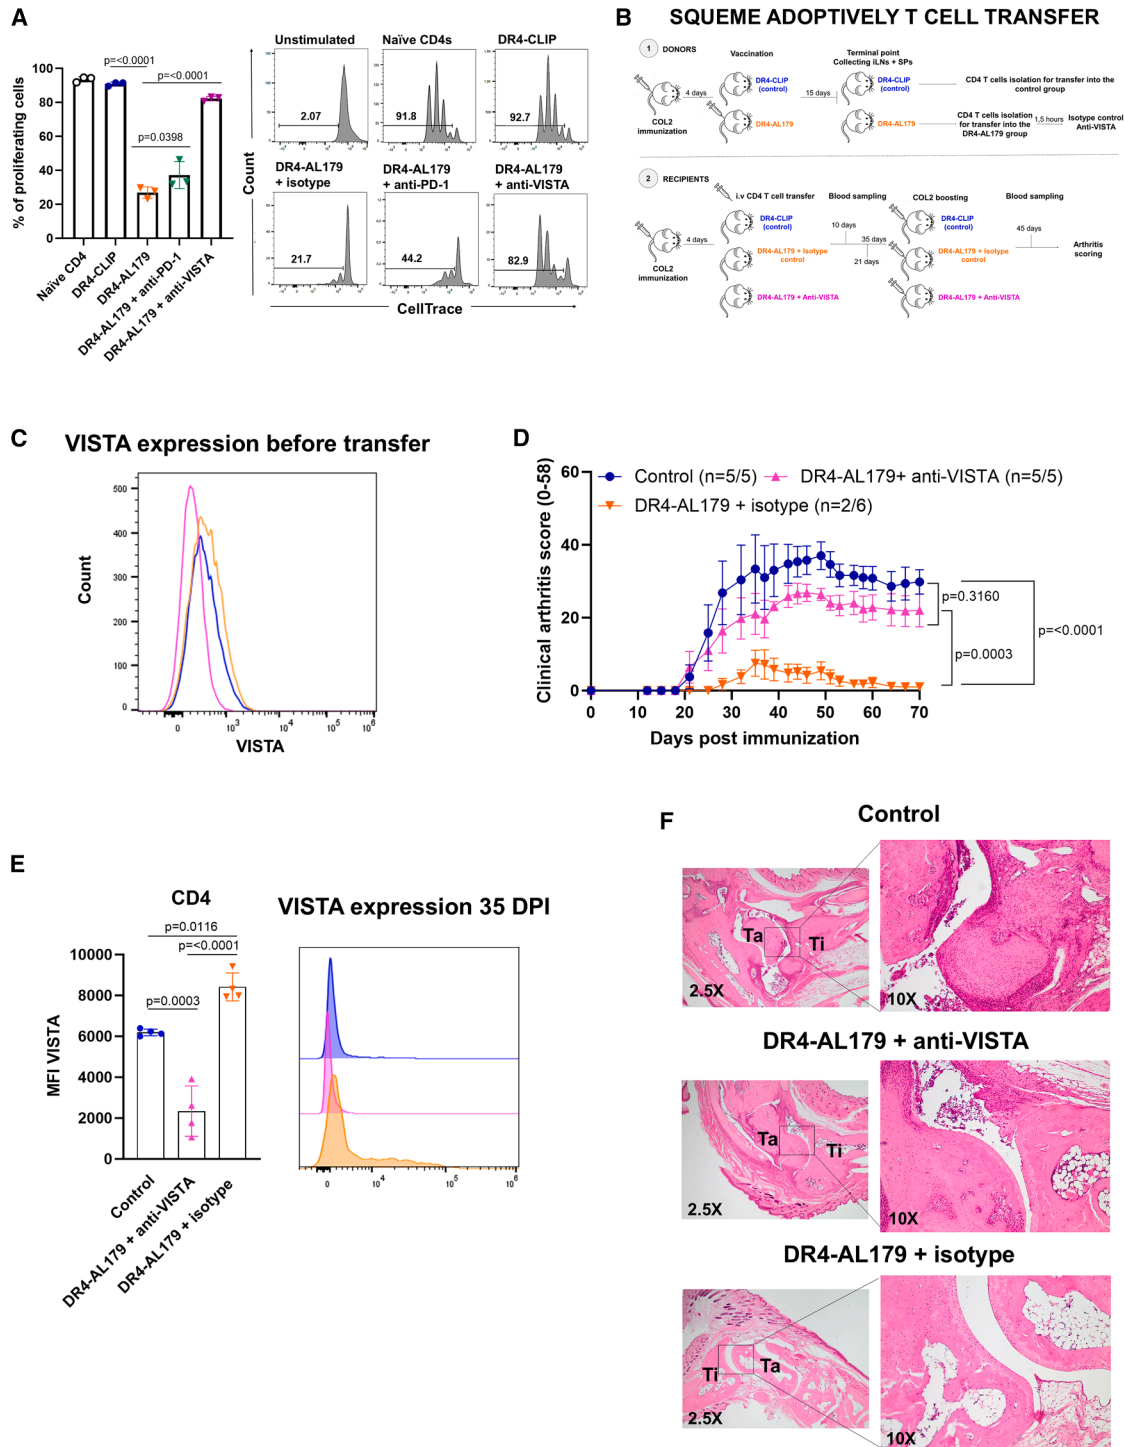 A
100
80
60
40
20
0
% of proliferating cells
p=<0.0001
p=<0.0001
p=0.0398
Naïve CD4
DR4-CLIP
DR4-AL179
DR4-AL179 + anti-PD-1
DR4-AL179 + anti-VISTA
Unstimulated
Naïve CD4s
DR4-CLIP
2.07
91.8
92.7
DR4-AL179
+ isotype
DR4-AL179
+ anti-PD-1
DR4-AL179
+ anti-VISTA
21.7
44.2
82.9
Count
CellTrace
B
SQUEME ADOPTIVELY T CELL TRANSFER
1
DONORS
Vaccination
Terminal point
Collecting iLNs + SPs
COL2
immunization
4 days
DR4-CLIP
(control)
DR4-AL179
15 days
DR4-CLIP
(control)
DR4-AL179
CD4 T cells isolation for transfer into the
control group
CD4 T cells isolation
for transfer into the
DR4-AL179 group
1,5 hours
Isotype control
Anti-VISTA
2
RECIPIENTS
i.v CD4 T cell transfer
Blood sampling
COL2 boosting
Blood sampling
COL2
immunization
4 days
DR4-CLIP
(control)
DR4-AL179 + Isotype
control
DR4-AL179 + Anti-VISTA
10 days
35 days
21 days
DR4-CLIP
(control)
DR4-AL179 + Isotype
control
DR4-AL179 + Anti-VISTA
45 days
Arthritis
scoring
C
VISTA expression before transfer
500
400
300
200
100
0
Count
0
10³
10⁴
10⁵
10⁶
VISTA
D
Control (n=5/5)
DR4-AL179+ anti-VISTA (n=5/5)
DR4-AL179 + isotype (n=2/6)
60
40
20
0
Clinical arthritis score (0-58)
0
10
20
30
40
50
60
70
Days post immunization
p=0.3160
p=0.0003
p=<0.0001
E
CD4
p=0.0116
p=<0.0001
p=0.0003
10000
8000
6000
4000
2000
0
MFI VISTA
Control
DR4-AL179 + anti-VISTA
DR4-AL179 + isotype
VISTA expression 35 DPI
0
10⁴
10⁵
10⁶
F
Control
Ta
Ti
2.5X
10X
DR4-AL179 + anti-VISTA
Ta
Ti
2.5X
10X
DR4-AL179 + isotype
Ti
Ta
2.5X
10X